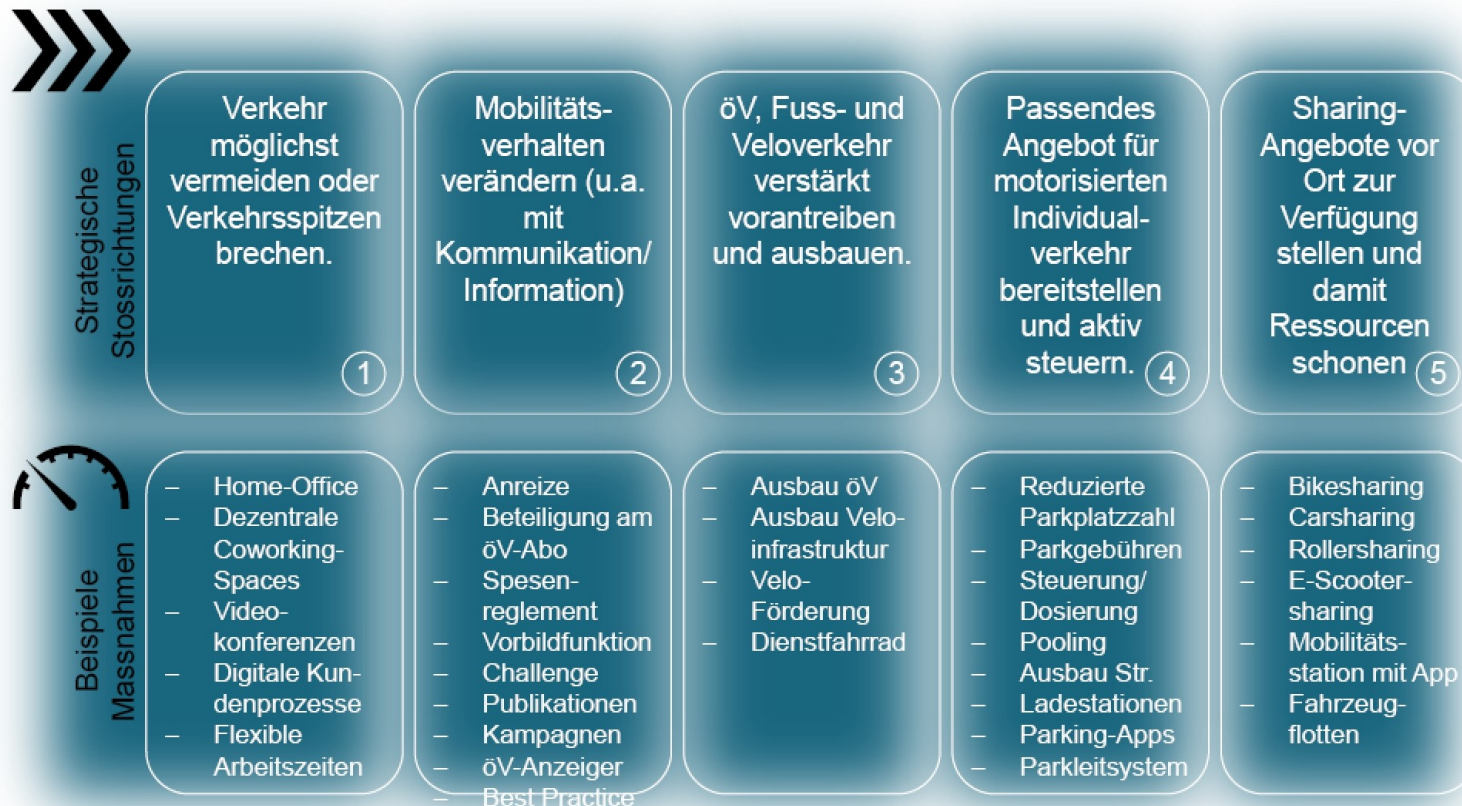 Strategische
Stossrichtungen
Verkehr
möglichst
vermeiden oder
Verkehrsspitzen
brechen.
1
Mobilitäts-
verhalten
verändern (u.a.
mit
Kommunikation/
Information)
2
öV, Fuss- und
Veloverkehr
verstärkt
vorantreiben
und ausbauen.
3
Passendes
Angebot für
motorisierten
Individual-
verkehr
bereitstellen
und aktiv
steuern.
4
Sharing-
Angebote vor
Ort zur
Verfügung
stellen und
damit
Ressourcen
schonen
5
Beispiele
Massnahmen
– Home-Office
– Dezentrale
Coworking-
Spaces
– Video-
konferenzen
– Digitale Kun-
denprozesse
– Flexible
Arbeitszeiten
– Anreize
– Beteiligung am
öV-Abo
– Spesen-
reglement
– Vorbildfunktion
– Challenge
– Publikationen
– Kampagnen
– öV-Anzeiger
– Best Practice
– Ausbau öV
– Ausbau Velo-
infrastruktur
– Velo-
Förderung
– Dienstfahrrad
– Reduzierte
Parkplatzzahl
– Parkgebühren
– Steuerung/
Dosierung
– Pooling
– Ausbau Str.
– Ladestationen
– Parking-Apps
– Parkleitsystem
– Bikesharing
– Carsharing
– Rollersharing
– E-Scooter-
sharing
– Mobilitäts-
station mit App
– Fahrzeug-
flotten